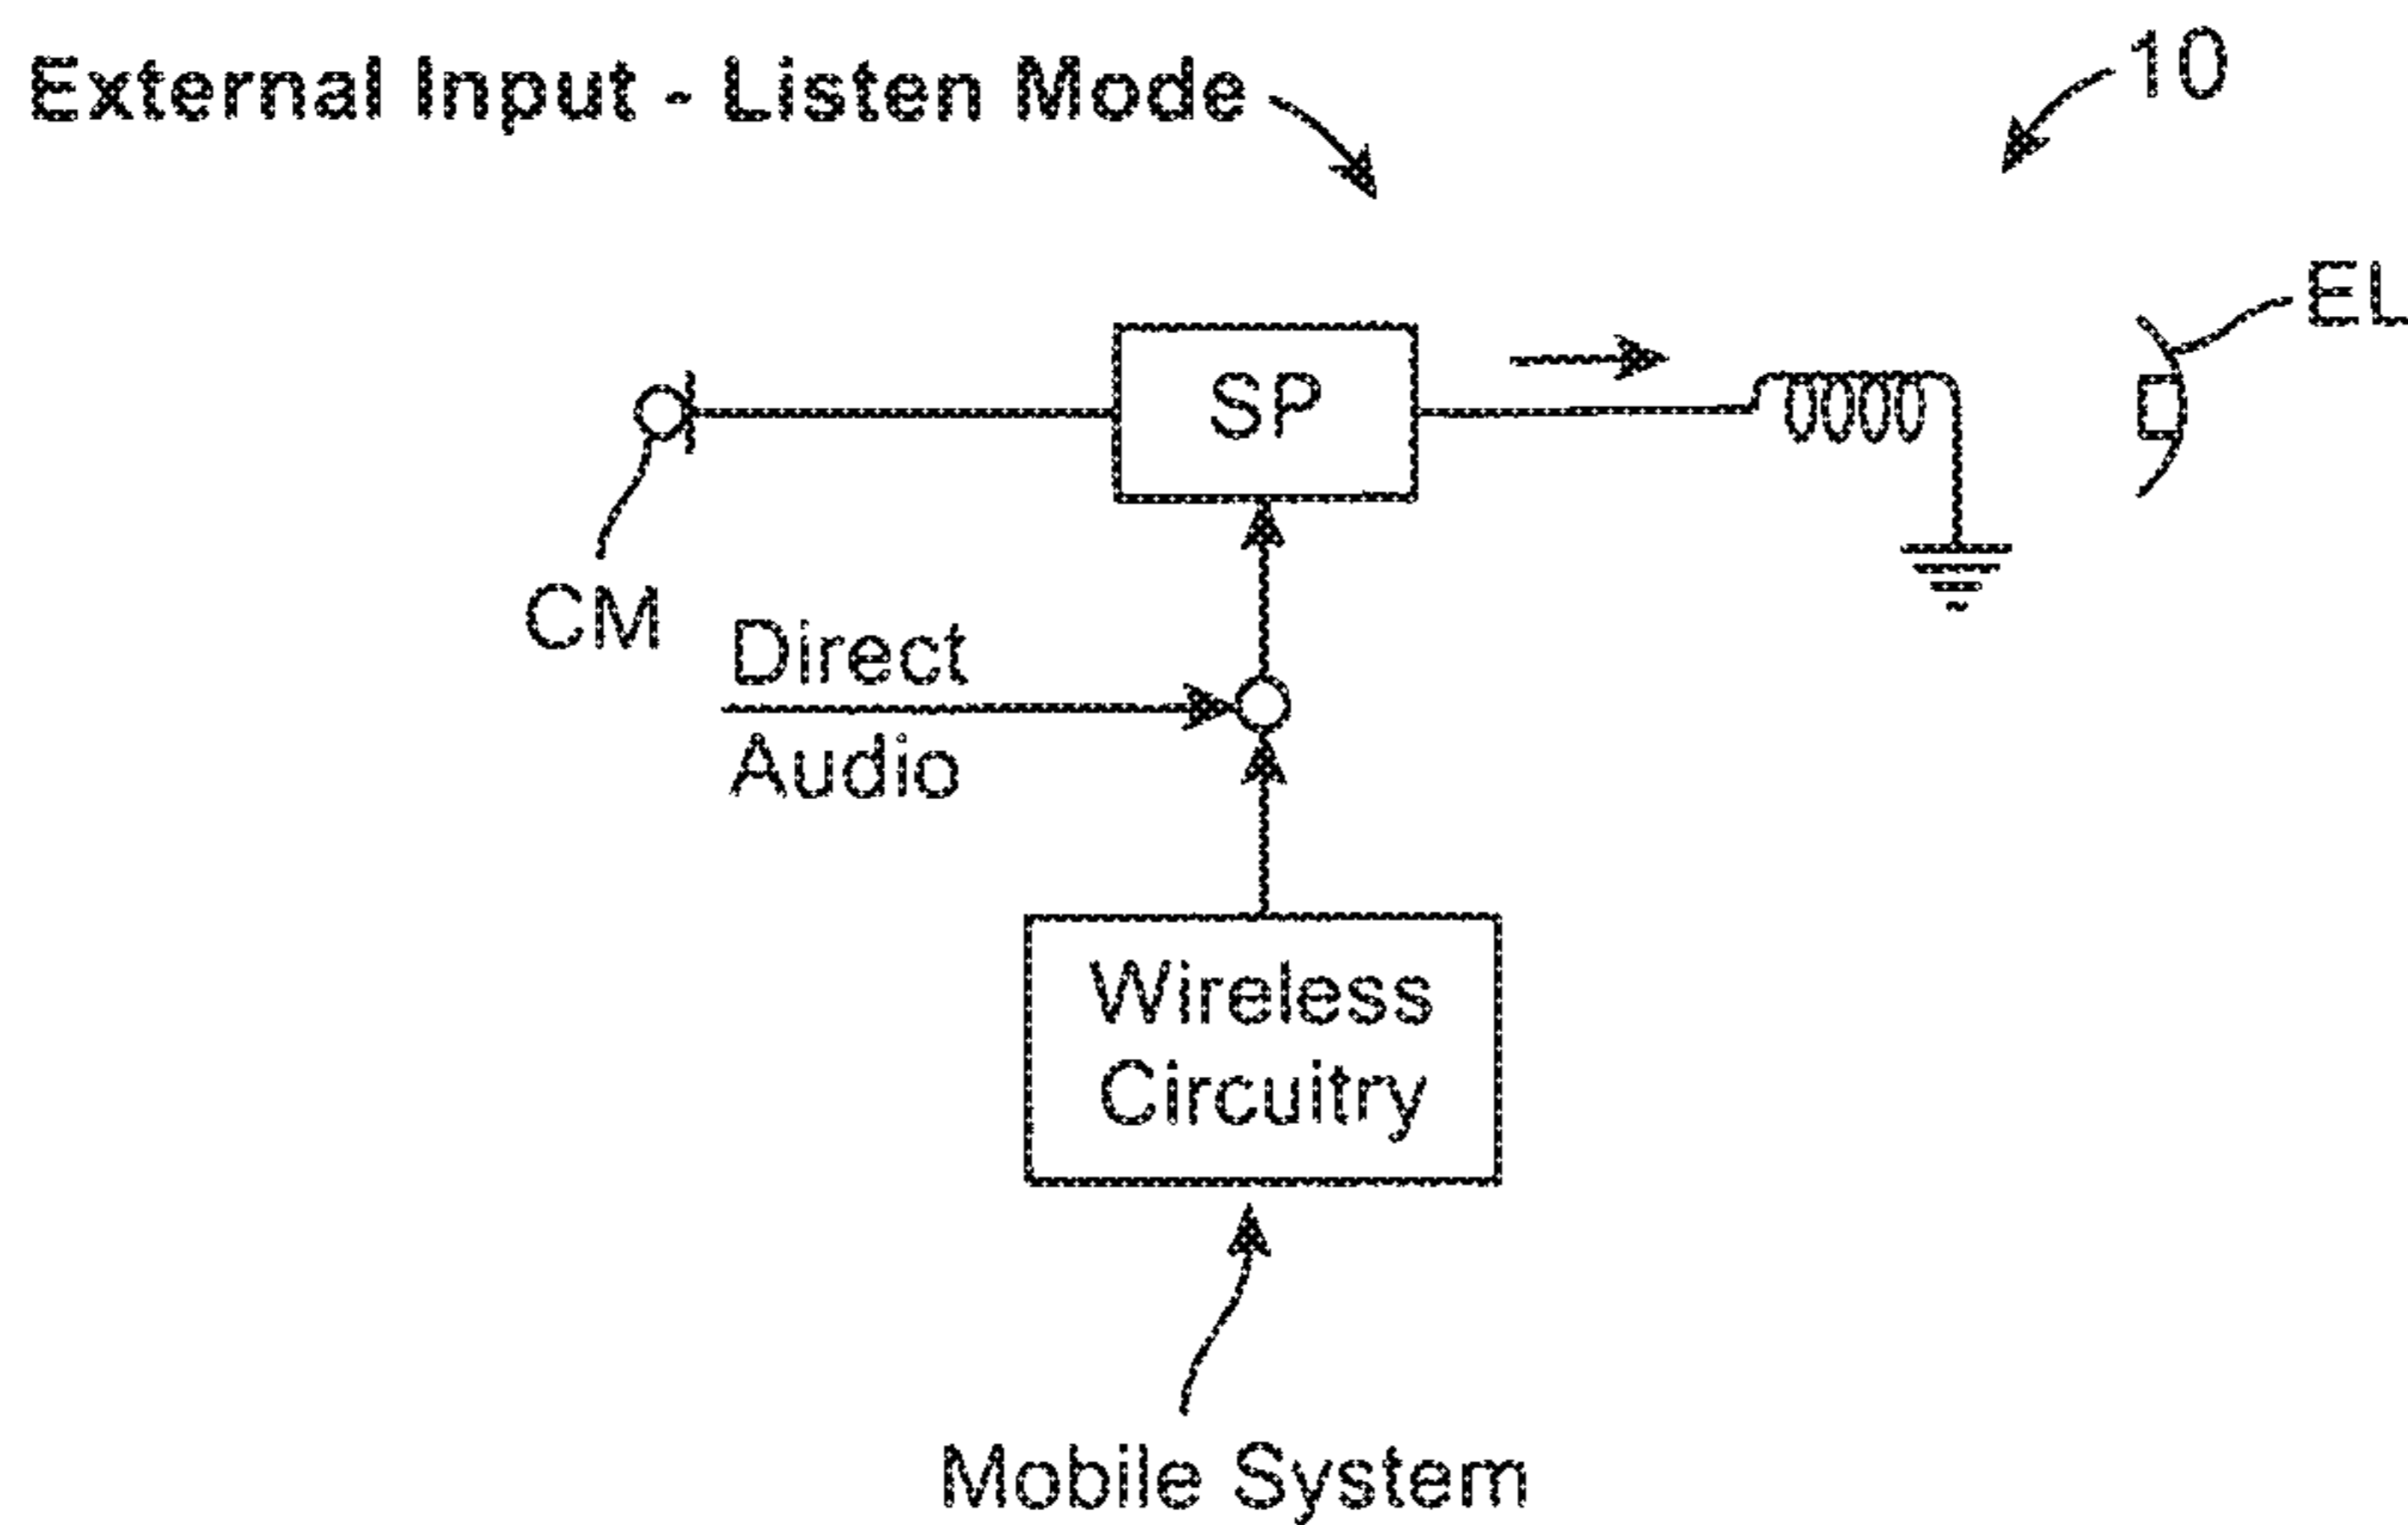 External Input - Listen Mode
10
EL
SP
CM
Direct
Audio
Wireless
Circuitry
Mobile System